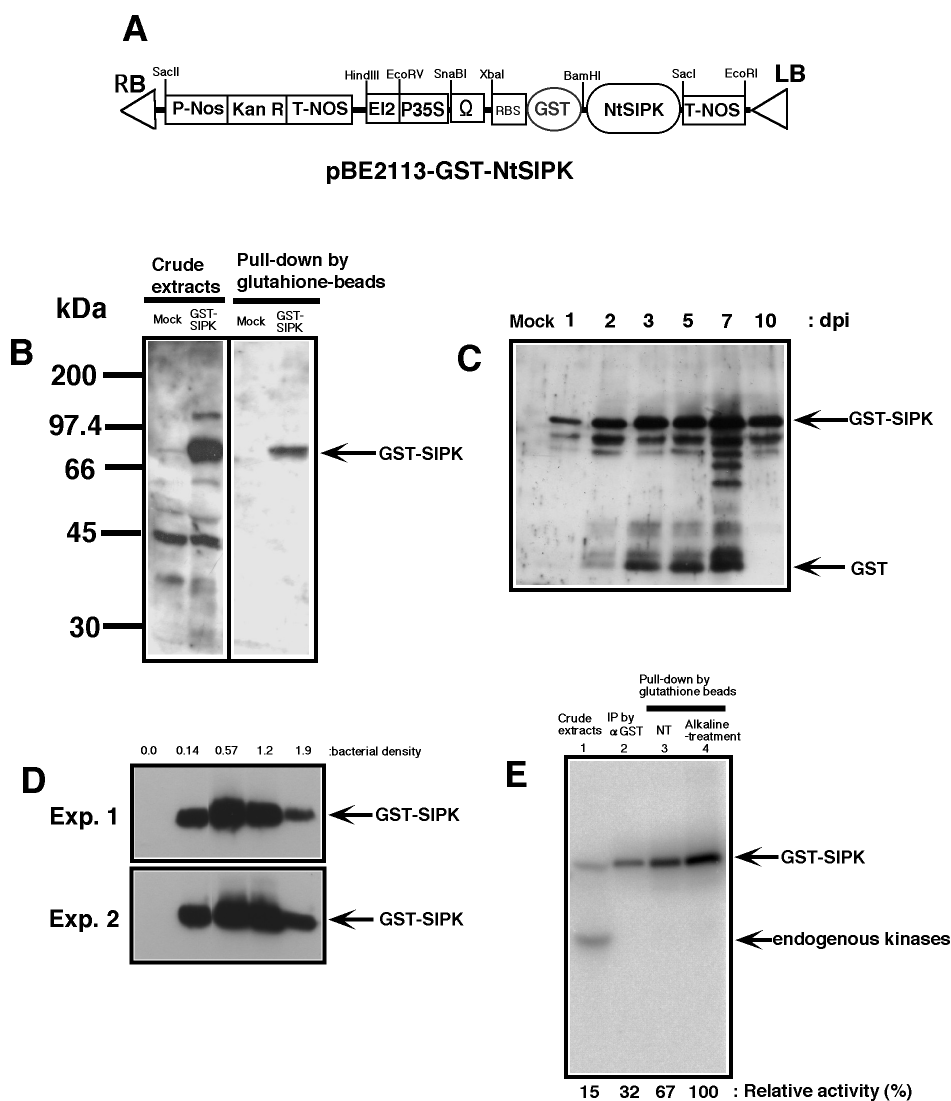 A
RB
SacII
HindIII
EcoRV
SnaBI
XbaI
BamHI
SacI
EcoRI
LB
P-Nos
Kan R
T-NOS
EI2
P35S
Ω
RBS
GST
NtSIPK
T-NOS
pBE2113-GST-NtSIPK
B
kDa
Crude
extracts
Pull-down by
glutahione-beads
Mock
GST-
SIPK
Mock
GST-
SIPK
200
97.4
66
45
30
GST-SIPK
C
Mock 1 2 3 5 7 10 : dpi
GST-SIPK
GST
D
0.0 0.14 0.57 1.2 1.9 :bacterial density
Exp. 1
GST-SIPK
Exp. 2
GST-SIPK
E
Pull-down by
glutathione beads
Crude
extracts
IP by
α GST
NT
Alkaline
-treatment
1 2 3 4
GST-SIPK
endogenous kinases
15 32 67 100 : Relative activity (%)